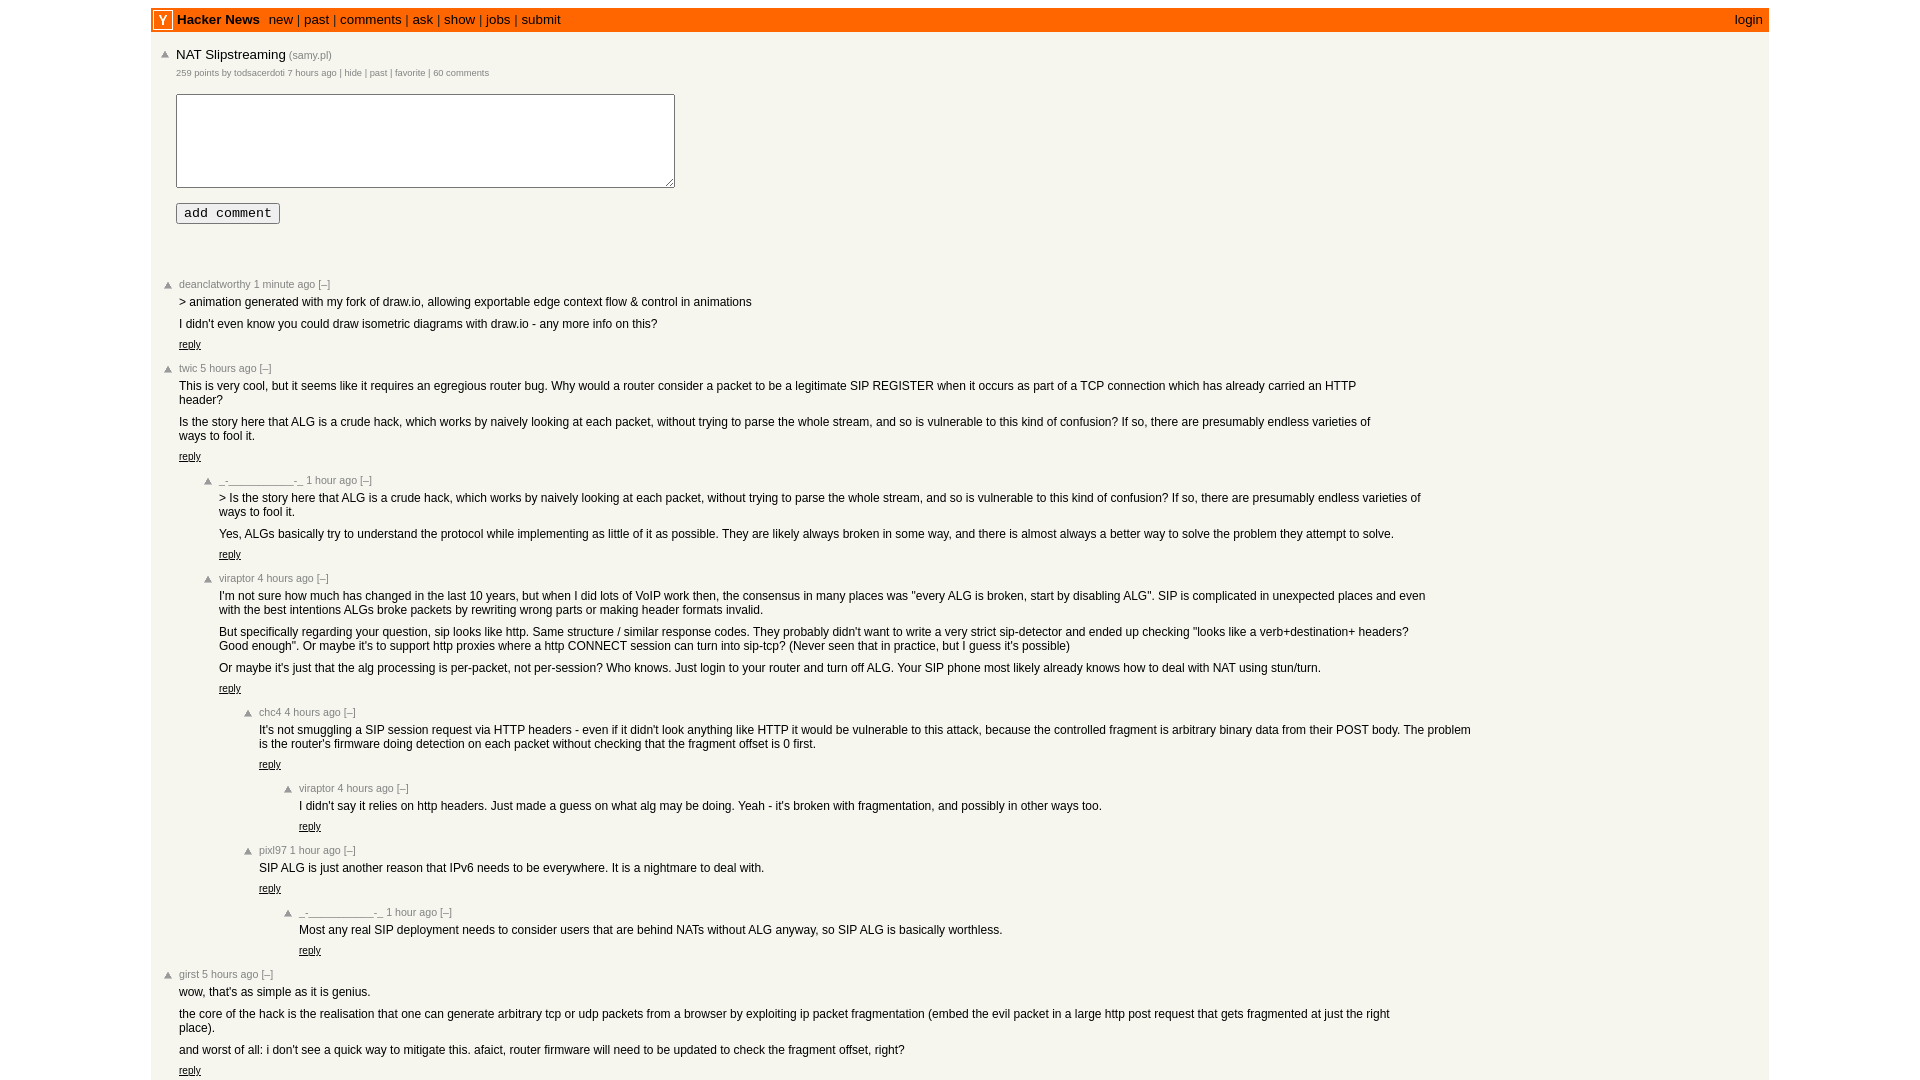 Y Hacker News new | past | comments | ask | show | jobs | submit login
NAT Slipstreaming (samy.pl)
259 points by todsacerdoti 7 hours ago | hide | past | favorite | 60 comments
add comment
deanclatworthy 1 minute ago [–]
> animation generated with my fork of draw.io, allowing exportable edge context flow & control in animations
I didn't even know you could draw isometric diagrams with draw.io - any more info on this?
reply
twic 5 hours ago [–]
This is very cool, but it seems like it requires an egregious router bug. Why would a router consider a packet to be a legitimate SIP REGISTER when it occurs as part of a TCP connection which has already carried an HTTP
header?
Is the story here that ALG is a crude hack, which works by naively looking at each packet, without trying to parse the whole stream, and so is vulnerable to this kind of confusion? If so, there are presumably endless varieties of
ways to fool it.
reply
_-____________-_ 1 hour ago [–]
> Is the story here that ALG is a crude hack, which works by naively looking at each packet, without trying to parse the whole stream, and so is vulnerable to this kind of confusion? If so, there are presumably endless varieties of
ways to fool it.
Yes, ALGs basically try to understand the protocol while implementing as little of it as possible. They are likely always broken in some way, and there is almost always a better way to solve the problem they attempt to solve.
reply
viraptor 4 hours ago [–]
I'm not sure how much has changed in the last 10 years, but when I did lots of VoIP work then, the consensus in many places was "every ALG is broken, start by disabling ALG". SIP is complicated in unexpected places and even
with the best intentions ALGs broke packets by rewriting wrong parts or making header formats invalid.
But specifically regarding your question, sip looks like http. Same structure / similar response codes. They probably didn't want to write a very strict sip-detector and ended up checking "looks like a verb+destination+ headers?
Good enough". Or maybe it's to support http proxies where a http CONNECT session can turn into sip-tcp? (Never seen that in practice, but I guess it's possible)
Or maybe it's just that the alg processing is per-packet, not per-session? Who knows. Just login to your router and turn off ALG. Your SIP phone most likely already knows how to deal with NAT using stun/turn.
reply
chc4 4 hours ago [–]
It's not smuggling a SIP session request via HTTP headers - even if it didn't look anything like HTTP it would be vulnerable to this attack, because the controlled fragment is arbitrary binary data from their POST body. The problem
is the router's firmware doing detection on each packet without checking that the fragment offset is 0 first.
reply
viraptor 4 hours ago [–]
I didn't say it relies on http headers. Just made a guess on what alg may be doing. Yeah - it's broken with fragmentation, and possibly in other ways too.
reply
pixl97 1 hour ago [–]
SIP ALG is just another reason that IPv6 needs to be everywhere. It is a nightmare to deal with.
reply
_-____________-_ 1 hour ago [–]
Most any real SIP deployment needs to consider users that are behind NATs without ALG anyway, so SIP ALG is basically worthless.
reply
girst 5 hours ago [–]
wow, that's as simple as it is genius.
the core of the hack is the realisation that one can generate arbitrary tcp or udp packets from a browser by exploiting ip packet fragmentation (embed the evil packet in a large http post request that gets fragmented at just the right
place).
and worst of all: i don't see a quick way to mitigate this. afaict, router firmware will need to be updated to check the fragment offset, right?
reply